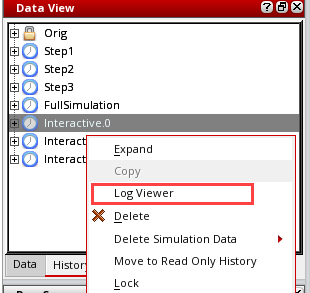 Data View
Orig
Step1
Step2
Step3
FullSimulation
Interactive.0
Interact
Interact
Expand
Copy
Log Viewer
Delete
Delete Simulation Data
Move to Read Only History
Lock
Data
History